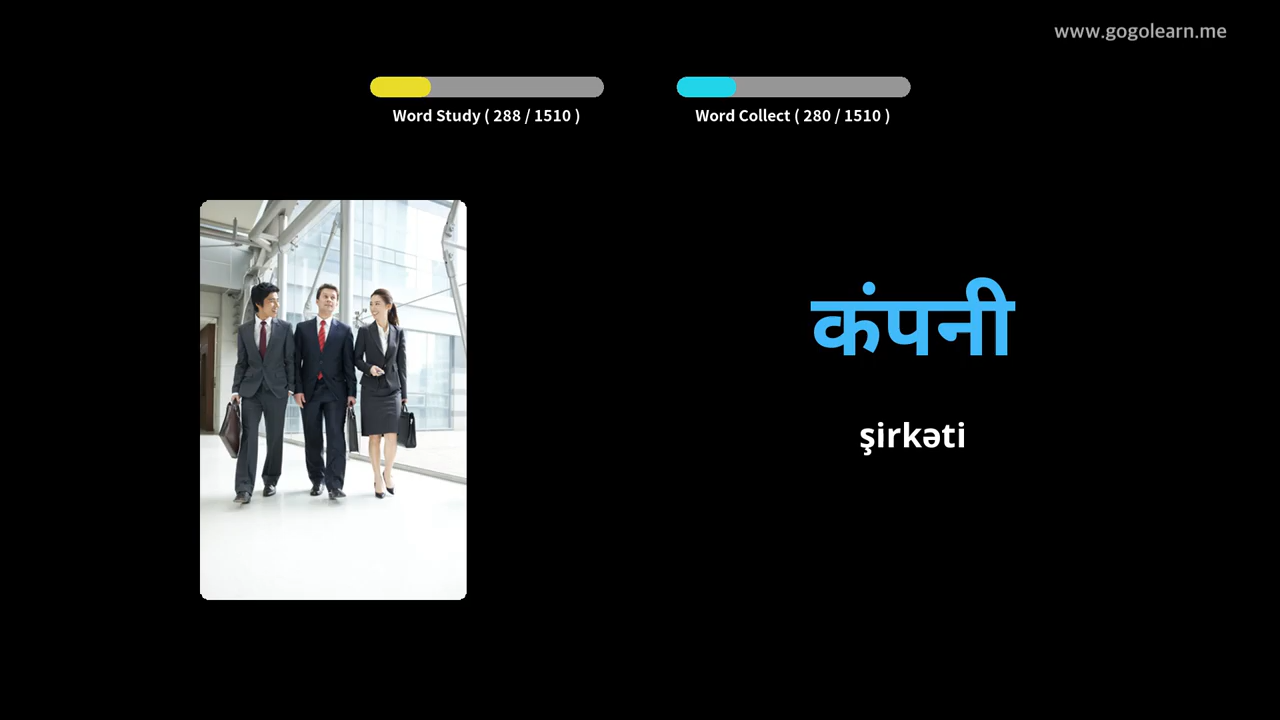 www.gogolearn.me
Word Study ( 288 / 1510 )
Word Collect ( 280 / 1510 )
कंपनी
şirkəti